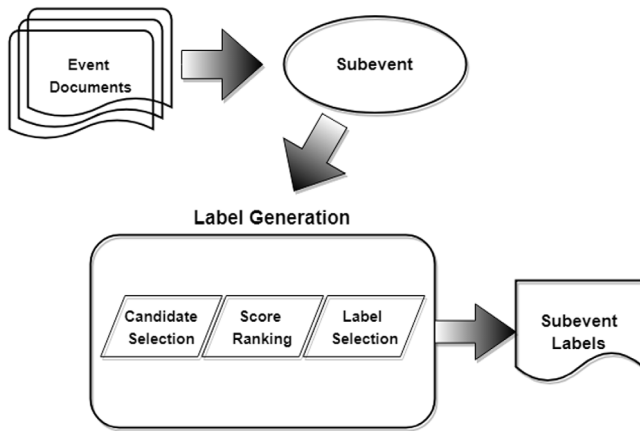 Event
Documents
Subevent
Label Generation
Candidate
Selection
Score
Ranking
Label
Selection
Subevent
Labels